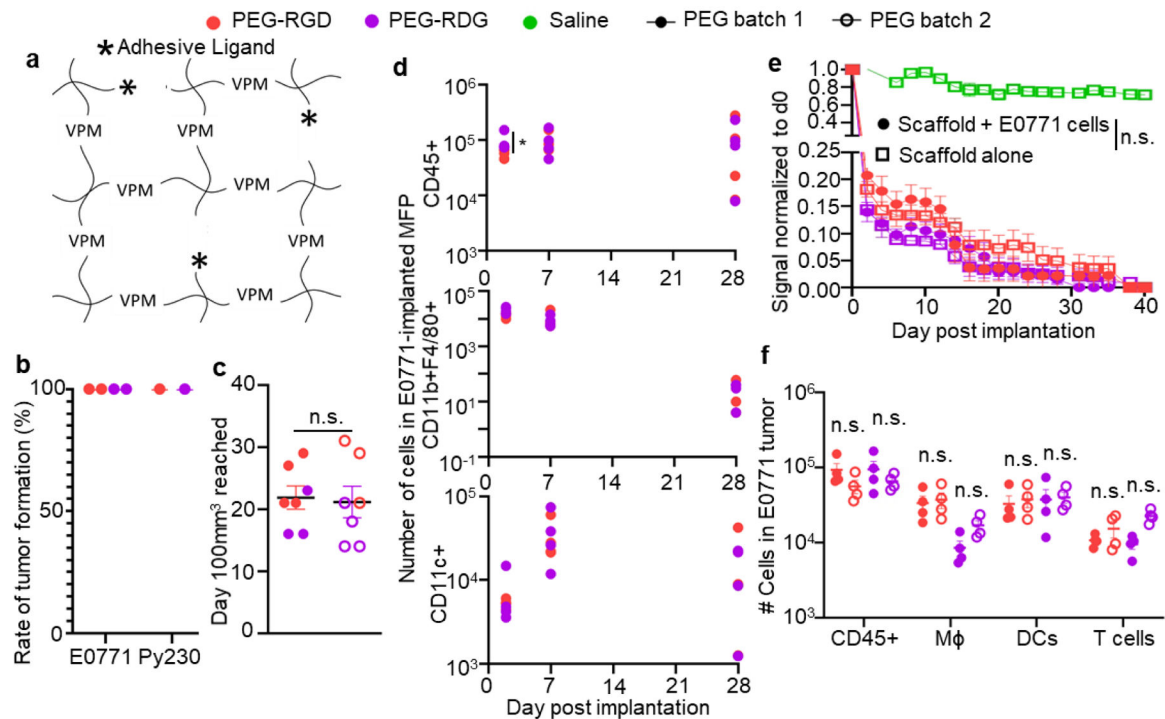 PEG-RGD PEG-RDG Saline PEG batch 1 PEG batch 2
* Adhesive Ligand
a
* VPM *
VPM VPM VPM
VPM VPM
* VPM VPM
VPM VPM
b
Rate of tumor formation (%)
100
50
0
E0771 Py230
c
Day 100mm³ reached
40
30
20
10
0
n.s.
d
Number of cells in E0771-implanted MFP
CD45+
10⁶
10⁵
10⁴
10³
*
0 7 14 21 28
CD11b+F4/80+
10⁵
10³
10¹
10⁻¹
CD11c+
10⁵
10⁴
10³
0 7 14 21 28
Day post implantation
e
Signal normalized to d0
1.0
0.8
0.6
0.4
0.25
0.20
0.15
0.10
0.05
0.00
Scaffold + E0771 cells
Scaffold alone
n.s.
0 10 20 30 40
Day post implantation
f
# Cells in E0771 tumor
10⁶
10⁵
10⁴
10³
n.s. n.s. n.s. n.s. n.s. n.s. n.s. n.s.
CD45+ Mϕ DCs T cells